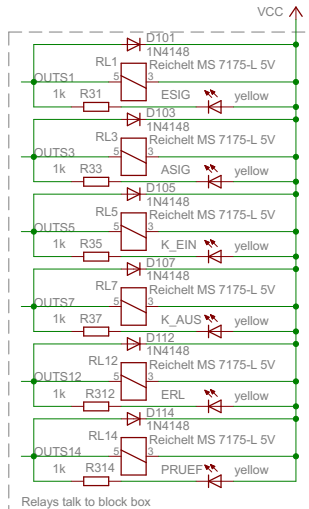 VCC
D101
1N4148
RL1
Reichelt MS 7175-L 5V
OUTS1
5
3
1k
R31
ESIG
yellow
D103
1N4148
RL3
Reichelt MS 7175-L 5V
OUTS3
5
3
1k
R33
ASIG
yellow
D105
1N4148
RL5
Reichelt MS 7175-L 5V
OUTS5
5
3
1k
R35
K_EIN
yellow
D107
1N4148
RL7
Reichelt MS 7175-L 5V
OUTS7
5
3
1k
R37
K_AUS
yellow
D112
1N4148
RL12
Reichelt MS 7175-L 5V
OUTS12
5
3
1k
R312
ERL
yellow
D114
1N4148
RL14
Reichelt MS 7175-L 5V
OUTS14
5
3
1k
R314
PRUEF
yellow
Relays talk to block box